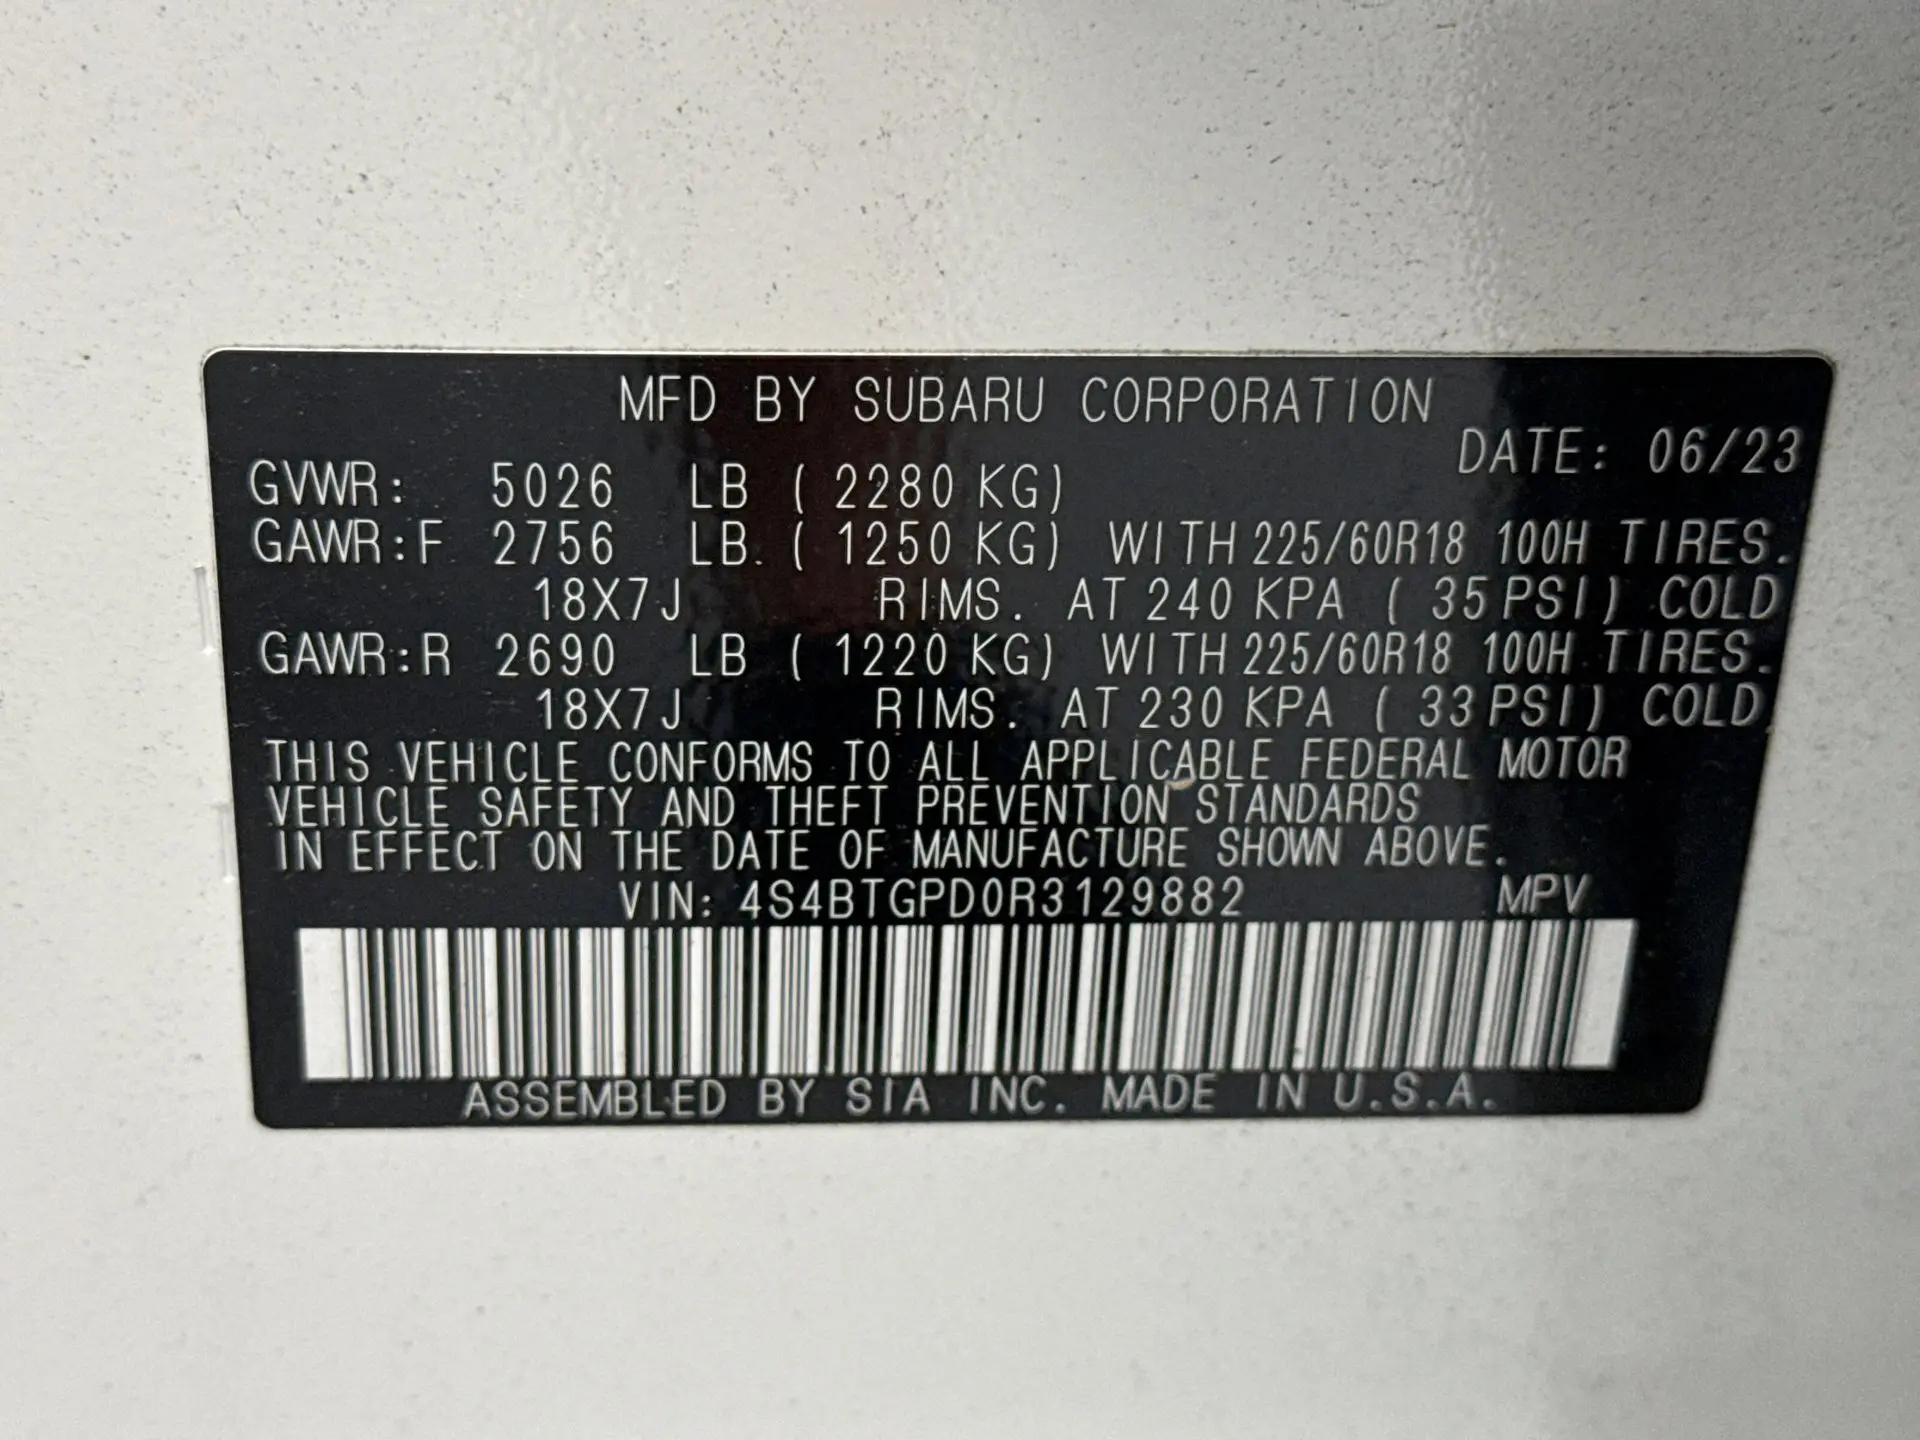 MFD BY SUBARU CORPORATION
DATE: 06/23
GVWR: 5026 LB ( 2280 KG)
GAWR:F 2756 LB. ( 1250 KG) WITH 225/60R18 100H TIRES.
18X7J RIMS. AT 240 KPA ( 35 PSI) COLD
GAWR:R 2690 LB ( 1220 KG) WITH 225/60R18 100H TIRES.
18X7J RIMS. AT 230 KPA ( 33 PSI) COLD
THIS VEHICLE CONFORMS TO ALL APPLICABLE FEDERAL MOTOR
VEHICLE SAFETY AND THEFT PREVENTION STANDARDS
IN EFFECT ON THE DATE OF MANUFACTURE SHOWN ABOVE.
VIN: 4S4BTGPD0R3129882 MPV
ASSEMBLED BY SIA INC. MADE IN U.S.A.